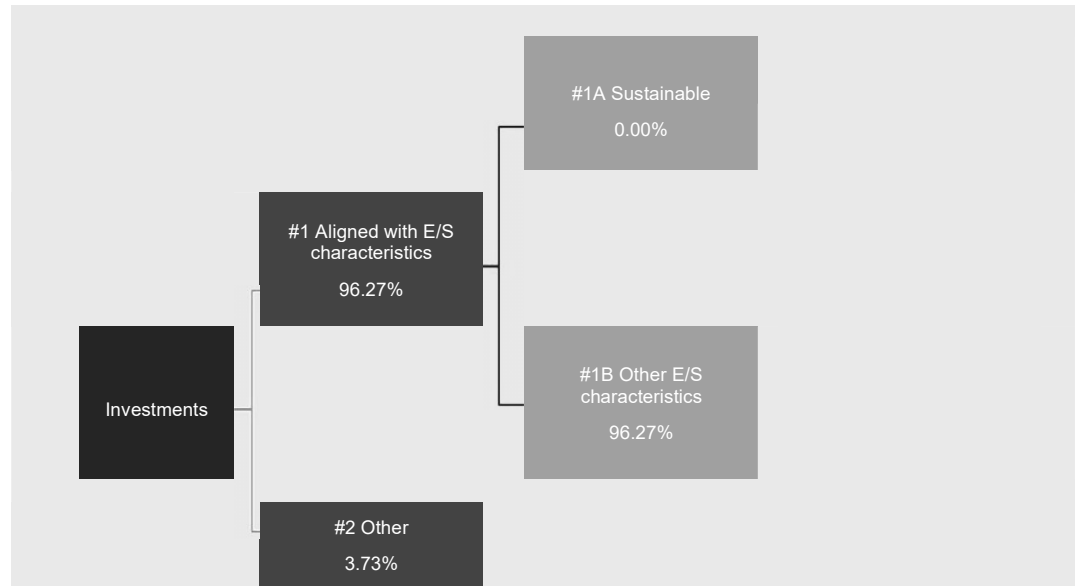 #1A Sustainable
0.00%
#1 Aligned with E/S
characteristics
96.27%
#1B Other E/S
characteristics
96.27%
Investments
#2 Other
3.73%